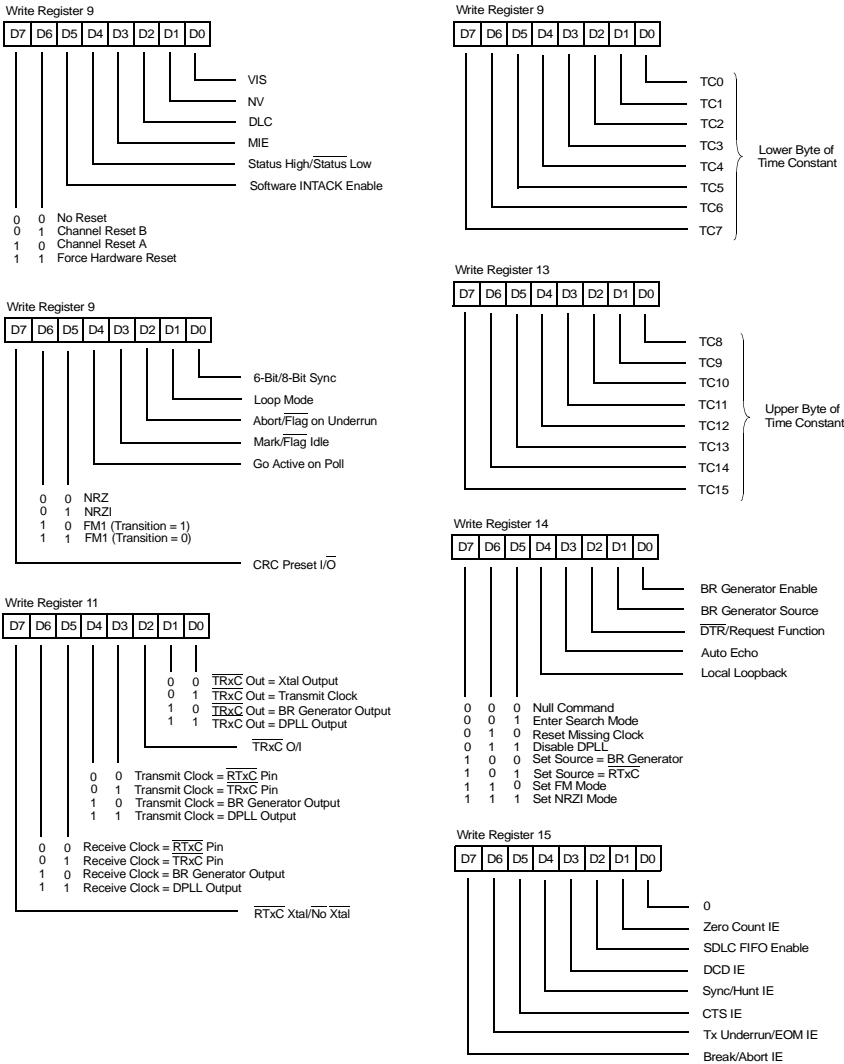 Write Register 9
D7 D6 D5 D4 D3 D2 D1 D0
VIS
NV
DLC
MIE
Status High/Status Low
Software INTACK Enable
0 0 No Reset
0 1 Channel Reset B
1 0 Channel Reset A
1 1 Force Hardware Reset
Write Register 9
D7 D6 D5 D4 D3 D2 D1 D0
6-Bit/8-Bit Sync
Loop Mode
Abort/Flag on Underrun
Mark/Flag Idle
Go Active on Poll
0 0 NRZ
0 1 NRZI
1 0 FM1 (Transition = 1)
1 1 FM1 (Transition = 0)
CRC Preset I/O
Write Register 11
D7 D6 D5 D4 D3 D2 D1 D0
0 0 TRxC Out = Xtal Output
0 1 TRxC Out = Transmit Clock
1 0 TRxC Out = BR Generator Output
1 1 TRxC Out = DPLL Output
TRxC O/I
0 0 Transmit Clock = RTxC Pin
0 1 Transmit Clock = TRxC Pin
1 0 Transmit Clock = BR Generator Output
1 1 Transmit Clock = DPLL Output
0 0 Receive Clock = RTxC Pin
0 1 Receive Clock = TRxC Pin
1 0 Receive Clock = BR Generator Output
1 1 Receive Clock = DPLL Output
RTxC Xtal/No Xtal
Write Register 9
D7 D6 D5 D4 D3 D2 D1 D0
TC0
TC1
TC2
TC3
TC4
TC5
TC6
TC7
Lower Byte of
Time Constant
Write Register 13
D7 D6 D5 D4 D3 D2 D1 D0
TC8
TC9
TC10
TC11
TC12
TC13
TC14
TC15
Upper Byte of
Time Constant
Write Register 14
D7 D6 D5 D4 D3 D2 D1 D0
BR Generator Enable
BR Generator Source
DTR/Request Function
Auto Echo
Local Loopback
0 0 0 Null Command
0 0 1 Enter Search Mode
0 1 0 Reset Missing Clock
0 1 1 Disable DPLL
1 0 0 Set Source = BR Generator
1 0 1 Set Source = RTxC
1 1 0 Set FM Mode
1 1 1 Set NRZI Mode
Write Register 15
D7 D6 D5 D4 D3 D2 D1 D0
0
Zero Count IE
SDLC FIFO Enable
DCD IE
Sync/Hunt IE
CTS IE
Tx Underrun/EOM IE
Break/Abort IE